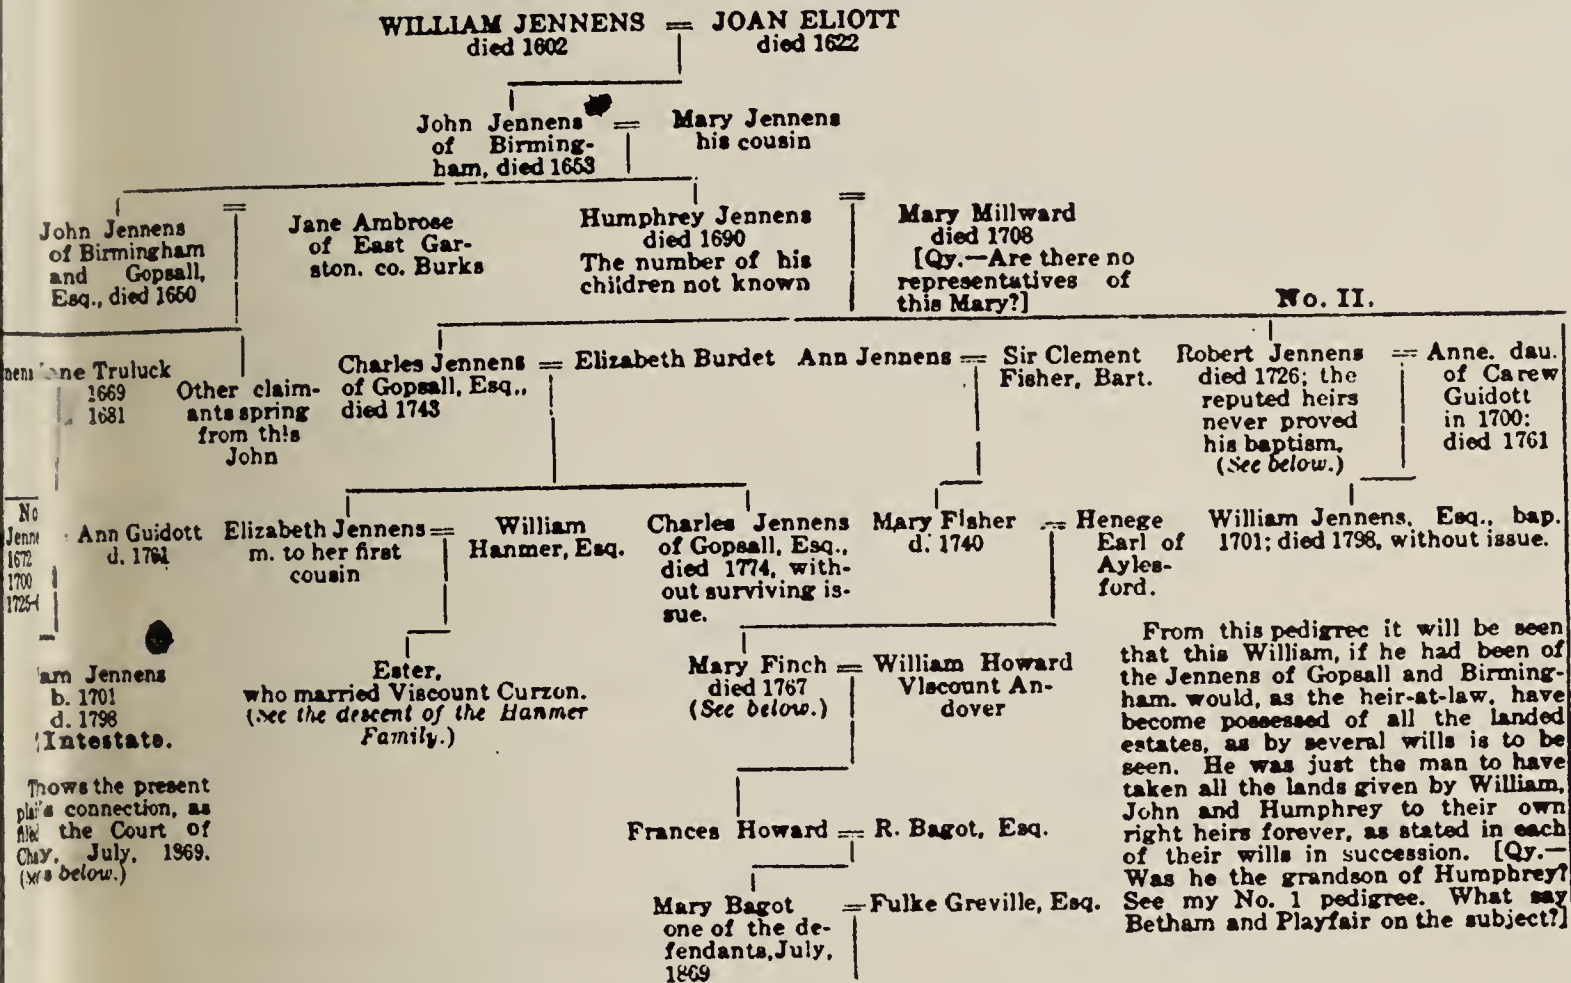 WILLIAM JENNENS = JOAN ELIOTT
died 1602
died 1622
John Jennens
of Birming-
ham, died 1653
=
Mary Jennens
his cousin
John Jennens
of Birmingham
and Gopsall,
Esq., died 1650
=
Jane Ambrose
of East Gar-
ston. co. Burks
Humphrey Jennens
died 1690
The number of his
children not known
=
Mary Millward
died 1708
[Qy.—Are there no
representatives of
this Mary?]
No. II.
Truluck
1669
1681
Other claim-
ants spring
from this
John
Charles Jennens
of Gopsall, Esq.,
died 1743
= Elizabeth Burdet
Ann Jennens =
Sir Clement
Fisher, Bart.
Robert Jennens
died 1726; the
reputed heirs
never proved
his baptism.
(See below.)
=
Anne. dau.
of Carew
Guidott
in 1700:
died 1761
No
1672
1700
Ann Guidott
d. 1761
Elizabeth Jennens =
m. to her first
cousin
William
Hanmer, Esq.
Charles Jennens
of Gopsall, Esq.,
died 1774, with-
out surviving is-
sue.
Mary Fisher
d. 1740
=
Henege
Earl of
Ayles-
ford.
William Jennens, Esq., bap.
1701; died 1798, without issue.
am Jennens
b. 1701
d. 1798
Intestate.
Ester,
who married Viscount Curzon.
(See the descent of the Hanmer
Family.)
Mary Finch =
died 1767
(See below.)
William Howard
Viscount An-
dover
From this pedigree it will be seen
that this William, if he had been of
the Jennens of Gopsall and Birming-
ham. would, as the heir-at-law, have
become possessed of all the landed
estates, as by several wills is to be
seen. He was just the man to have
taken all the lands given by William,
John and Humphrey to their own
right heirs forever, as stated in each
of their wills in succession. [Qy.—
Was he the grandson of Humphrey?
See my No. 1 pedigree. What say
Betham and Playfair on the subject?]
the present
connection, as
the Court of
July, 1869.
below.)
Frances Howard = R. Bagot, Esq.
Mary Bagot
one of the de-
fendants, July,
1869
= Fulke Greville, Esq.